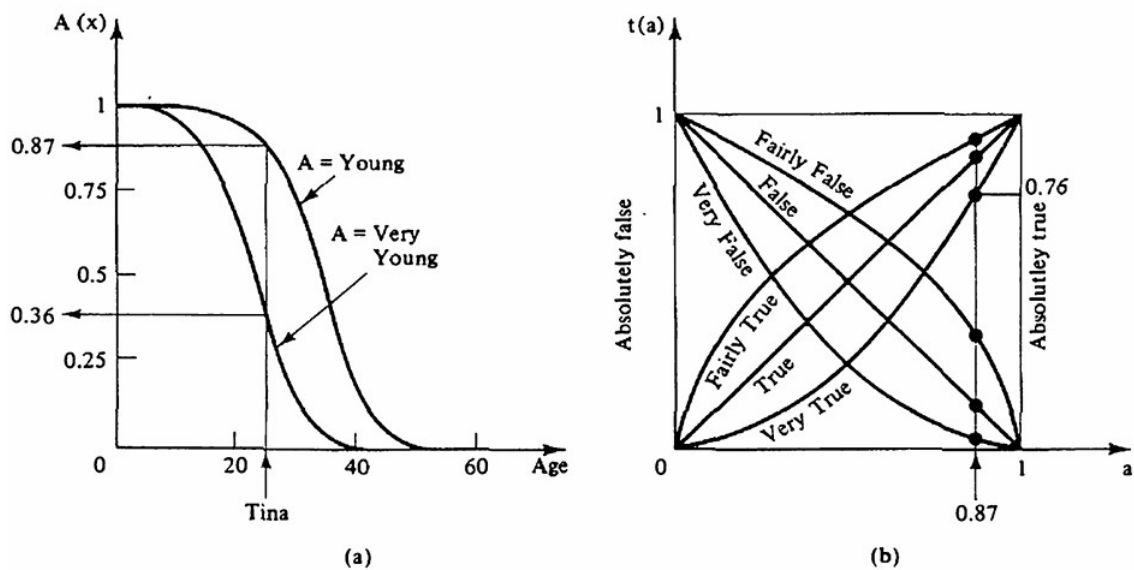 A (x)
1
0.87
0.75
0.5
0.36
0.25
0
20
40
60
Age
A = Young
A = Very
Young
Tina
(a)
t(a)
1
Absolutely false
Fairly False
False
Very False
Fairly True
True
Very True
0.76
Absolutley true
0
1
a
0.87
(b)